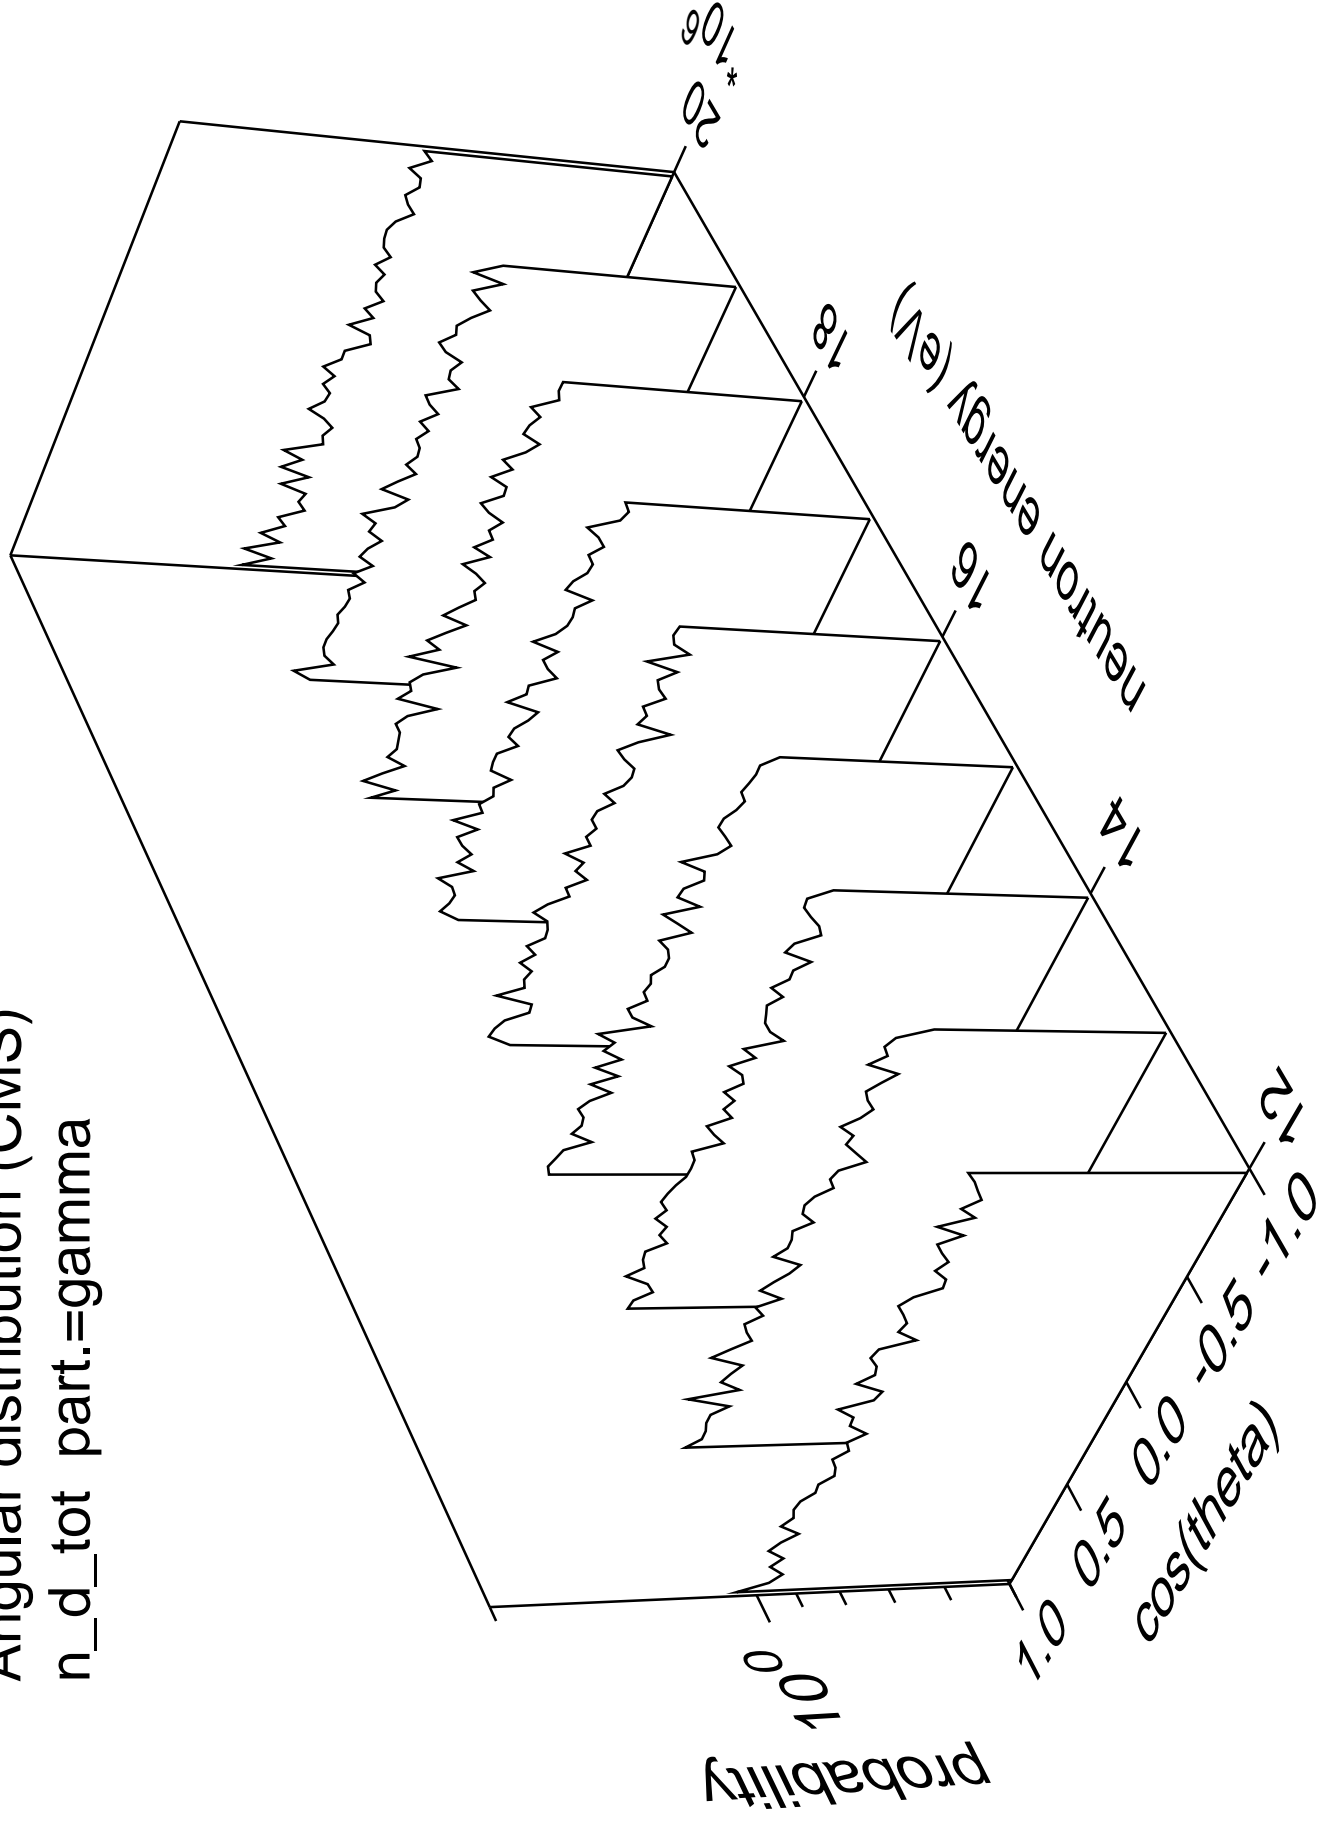 Angular distribution (CMS)
n_d_tot part.=gamma
probability
10^0
cos(theta)
1.0 0.5 0.0 -0.5 -1.0
neutron energy (eV)
12 14 16 18 20
*10^6